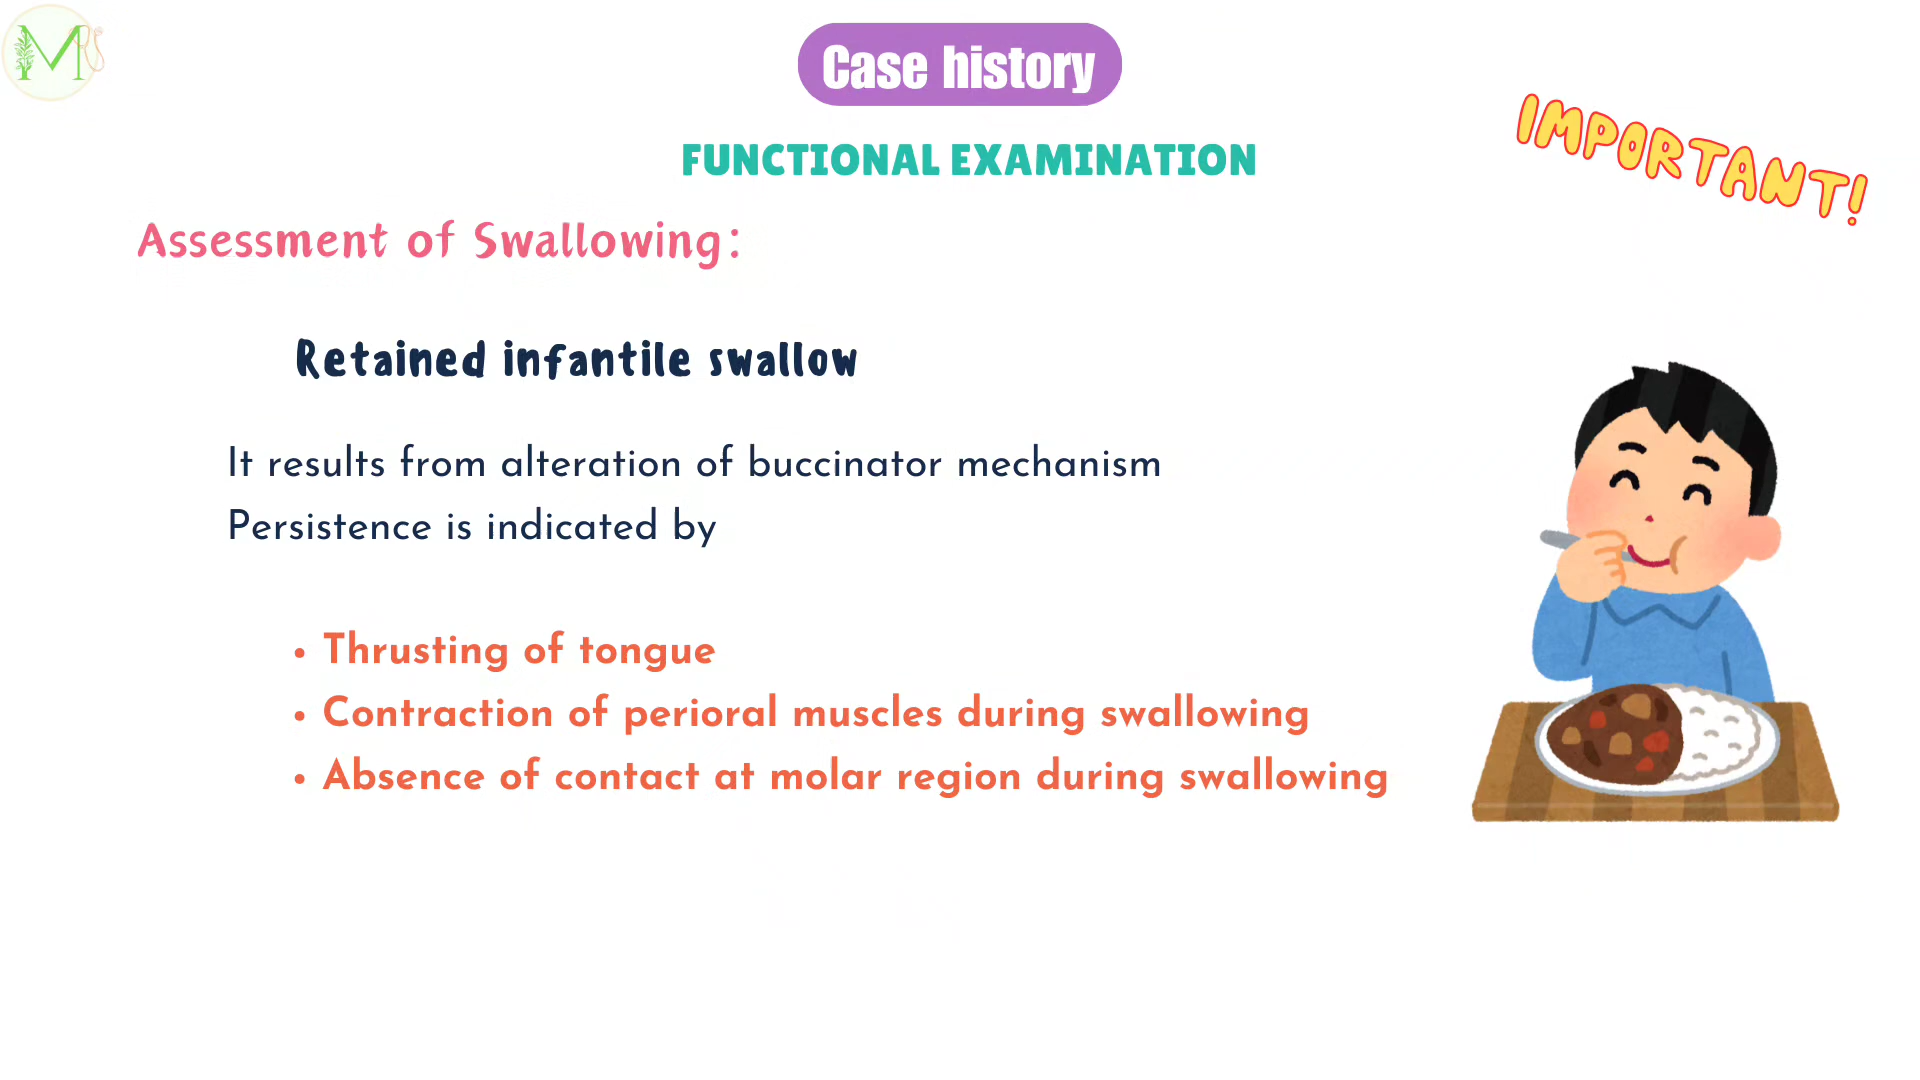 MRS
Case history
IMPORTANT!
FUNCTIONAL EXAMINATION
Assessment of Swallowing:
Retained infantile swallow
It results from alteration of buccinator mechanism
Persistence is indicated by
• Thrusting of tongue
• Contraction of perioral muscles during swallowing
• Absence of contact at molar region during swallowing